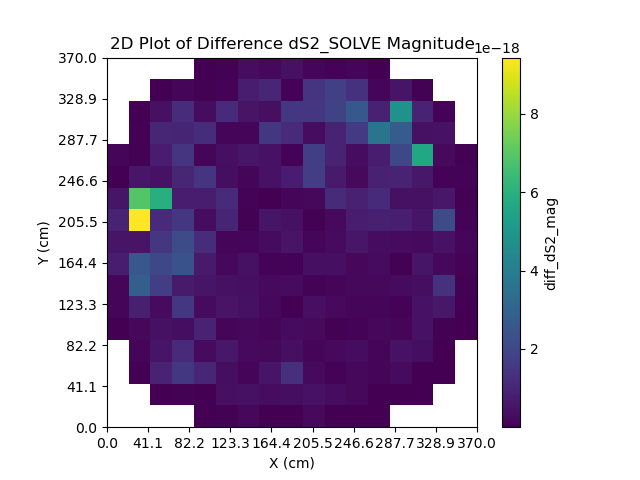 2D Plot of Difference dS2_SOLVE Magnitude
1e−18
370.0
328.9
287.7
246.6
205.5
164.4
123.3
82.2
41.1
0.0
Y (cm)
0.0 41.1 82.2 123.3 164.4 205.5 246.6 287.7 328.9 370.0
X (cm)
8
6
4
2
diff_dS2_mag